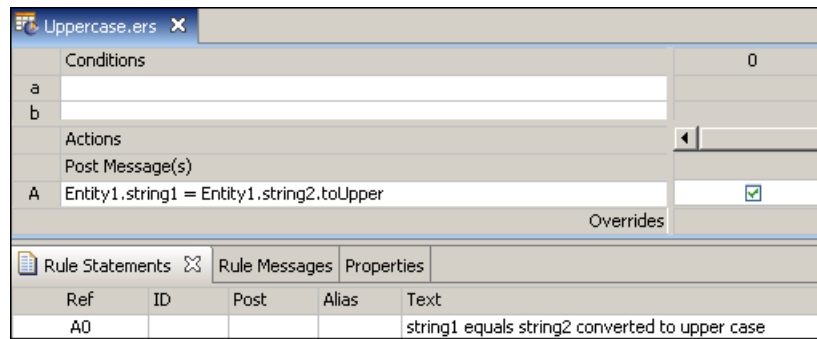 Uppercase.ers
Conditions 0
a
b
Actions
Post Message(s)
A Entity1.string1 = Entity1.string2.toUpper
Overrides
Rule Statements Rule Messages Properties
Ref ID Post Alias Text
A0 string1 equals string2 converted to upper case